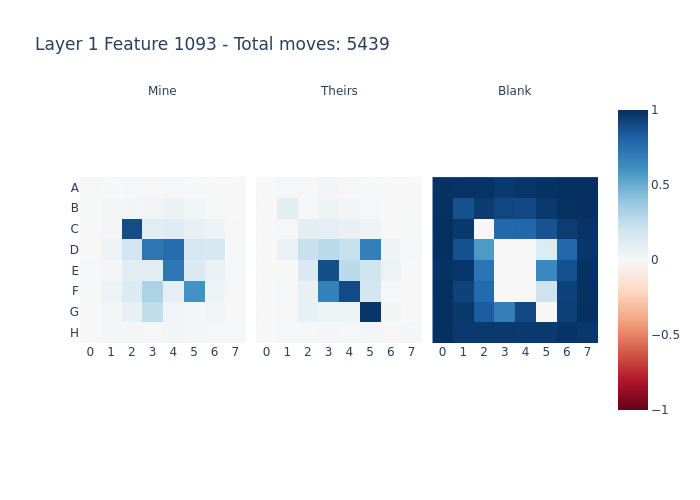 Layer 1 Feature 1093 - Total moves: 5439
Mine Theirs Blank
A
B
C
D
E
F
G
H
0 1 2 3 4 5 6 7 0 1 2 3 4 5 6 7 0 1 2 3 4 5 6 7
1
0.5
0
−0.5
−1